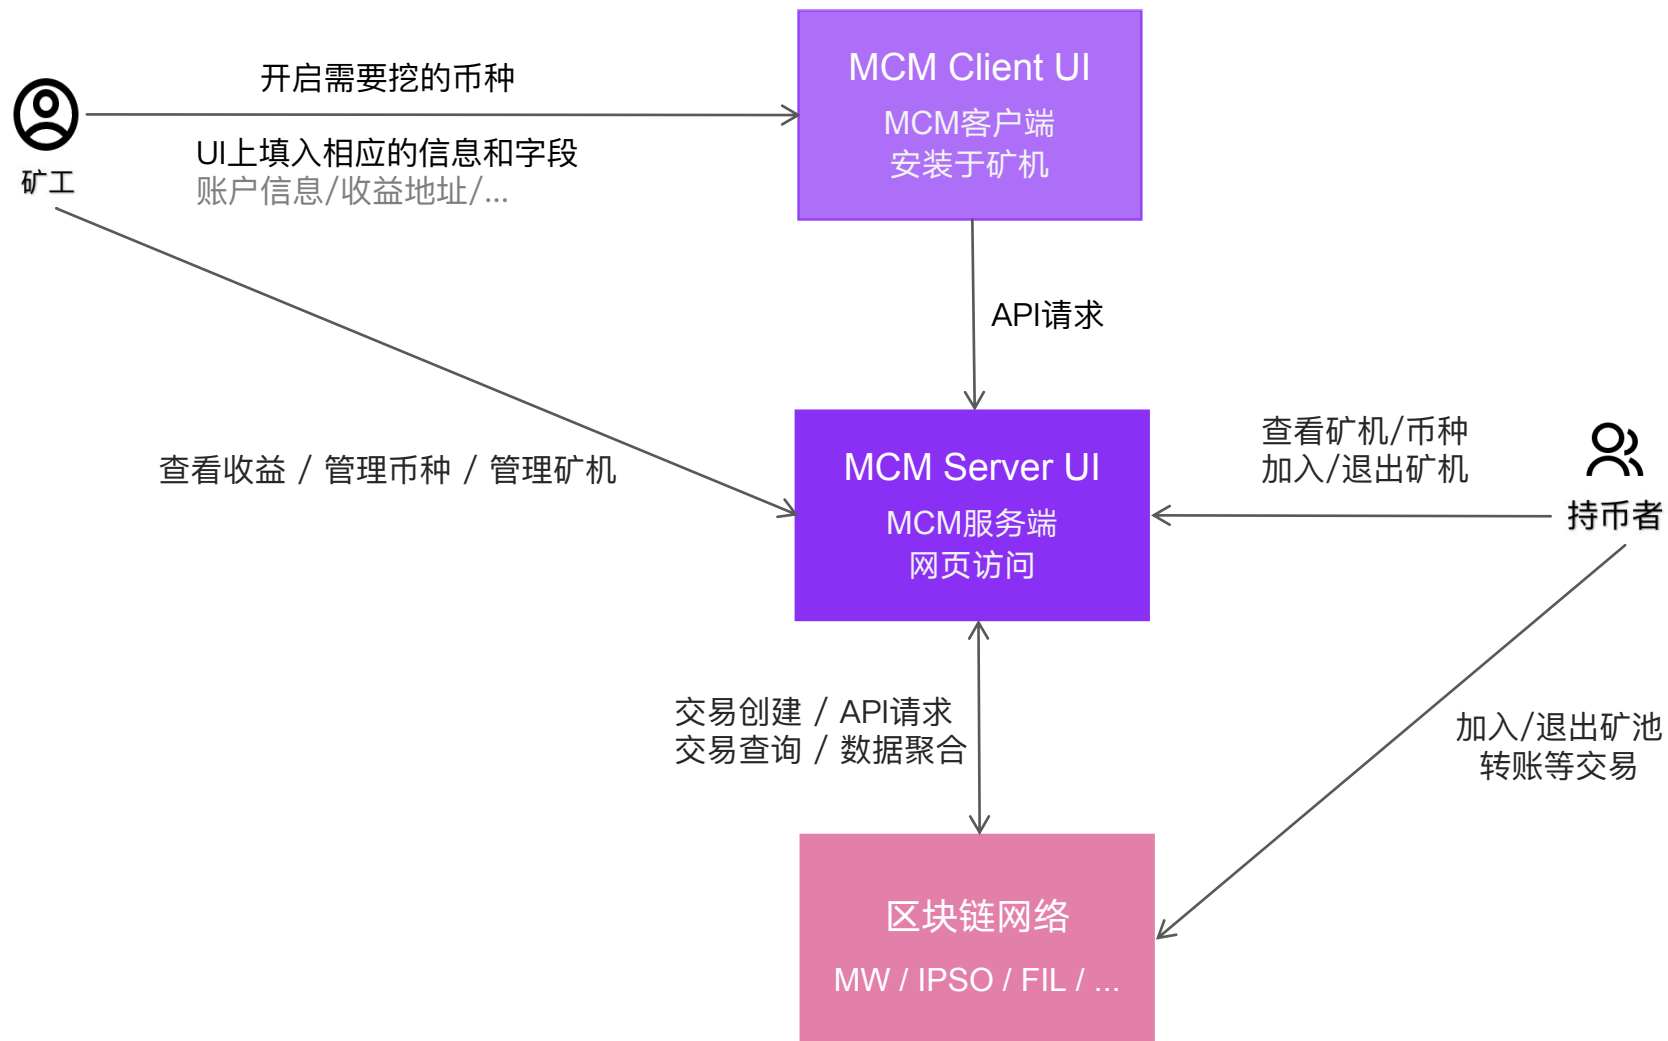 MCM Client UI
MCM客户端
安装于矿机
开启需要挖的币种
UI上填入相应的信息和字段
账户信息/收益地址/...
矿工
API请求
查看收益 / 管理币种 / 管理矿机
MCM Server UI
MCM服务端
网页访问
查看矿机/币种
加入/退出矿机
持币者
交易创建 / API请求
交易查询 / 数据聚合
加入/退出矿池
转账等交易
区块链网络
MW / IPSO / FIL / ...